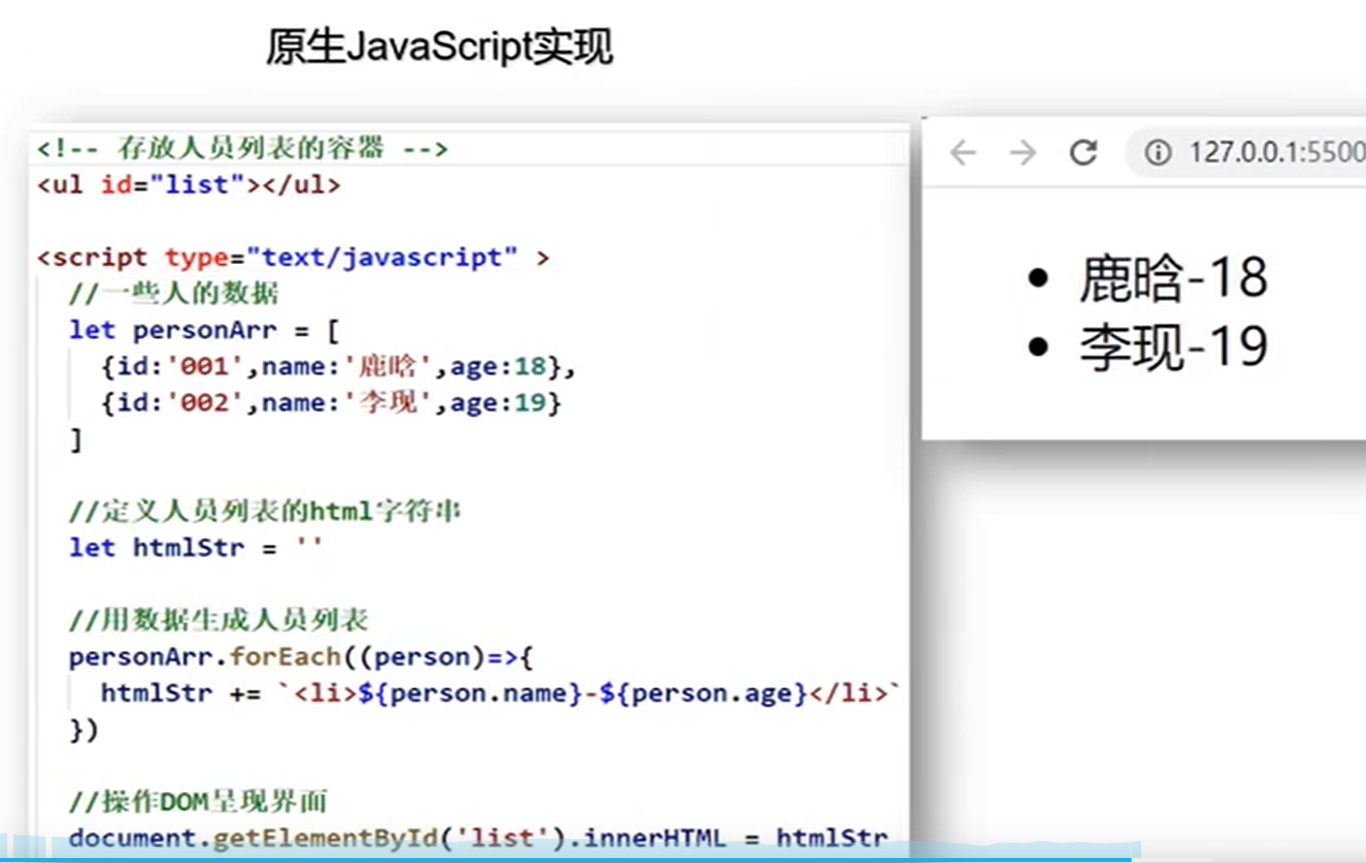 原生JavaScript实现
<!-- 存放人员列表的容器 -->
<ul id="list"></ul>
<script type="text/javascript" >
//一些人的数据
let personArr = [
{id:'001',name:'鹿晗',age:18},
{id:'002',name:'李现',age:19}
]
//定义人员列表的html字符串
let htmlStr = ''
//用数据生成人员列表
personArr.forEach((person)=>{
htmlStr += `<li>${person.name}-${person.age}</li>`
})
//操作DOM呈现界面
document.getElementById('list').innerHTML = htmlStr
127.0.0.1:5500
鹿晗-18
李现-19